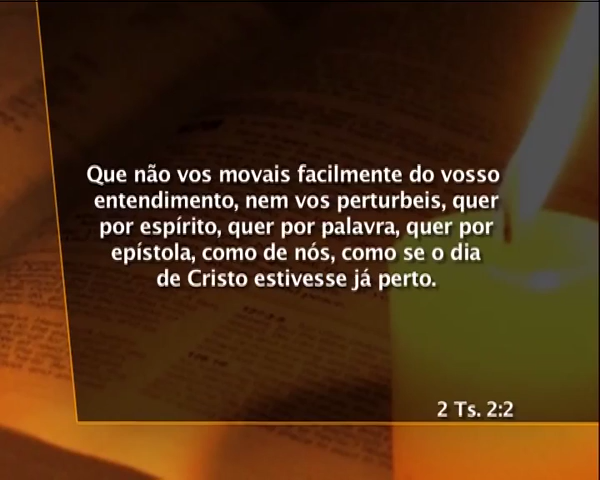 Que não vos movais facilmente do vosso
entendimento, nem vos perturbeis, quer
por espírito, quer por palavra, quer por
epístola, como de nós, como se o dia
de Cristo estivesse já perto.
2 Ts. 2:2